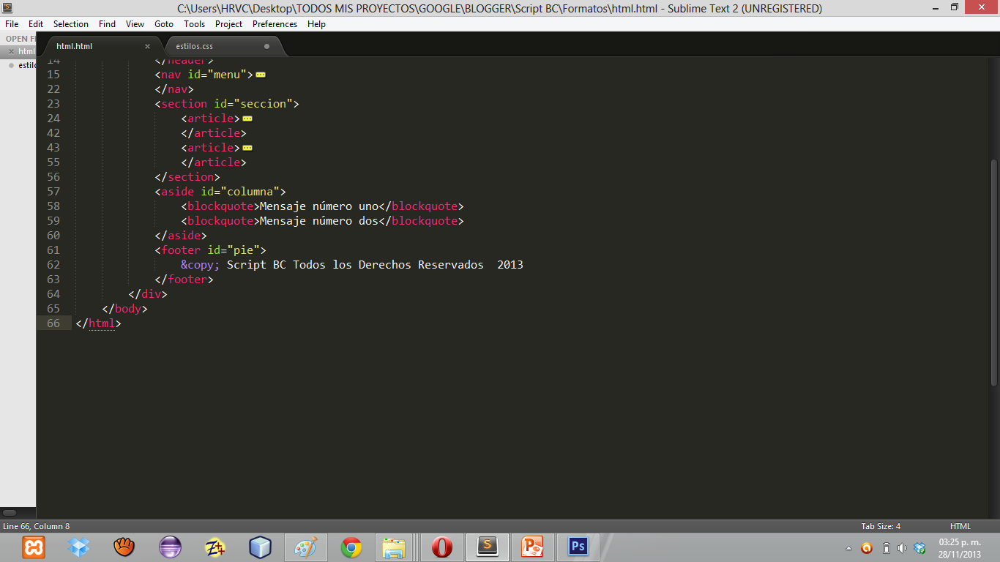 C:\Users\HRVC\Desktop\TODOS MIS PROYECTOS\GOOGLE\BLOGGER\Script BC\Formatos\html.html - Sublime Text 2 (UNREGISTERED)
File Edit Selection Find View Goto Tools Project Preferences Help
OPEN FI
html
estilo
html.html estilos.css
14 </header>
15 <nav id="menu">
22 </nav>
23 <section id="seccion">
24 <article>
42 </article>
43 <article>
55 </article>
56 </section>
57 <aside id="columna">
58 <blockquote>Mensaje número uno</blockquote>
59 <blockquote>Mensaje número dos</blockquote>
60 </aside>
61 <footer id="pie">
62 &copy; Script BC Todos los Derechos Reservados  2013
63 </footer>
64 </div>
65 </body>
66 </html>
Line 66, Column 8 Tab Size: 4 HTML
Ps
03:25 p. m.
28/11/2013